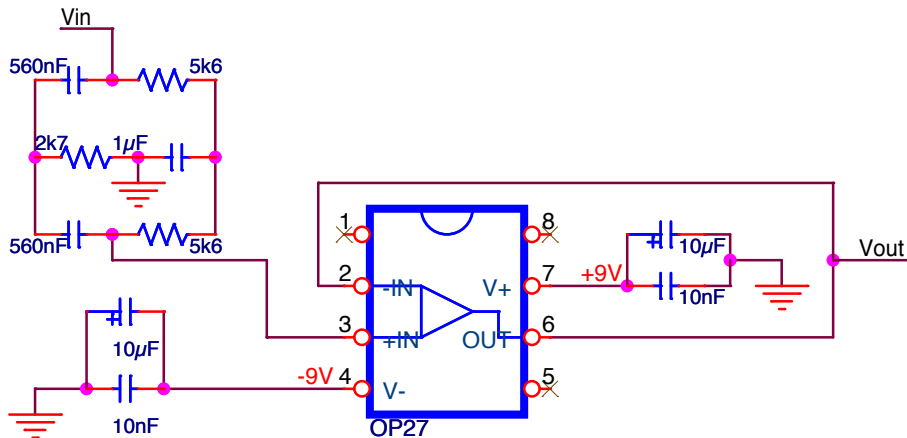 Vin
560nF
5k6
2k7
1µF
560nF
5k6
1
8
10µF
Vout
2
-IN
V+
7
+9V
10nF
3
+IN
OUT
6
10µF
-9V
4
V-
5
10nF
OP27